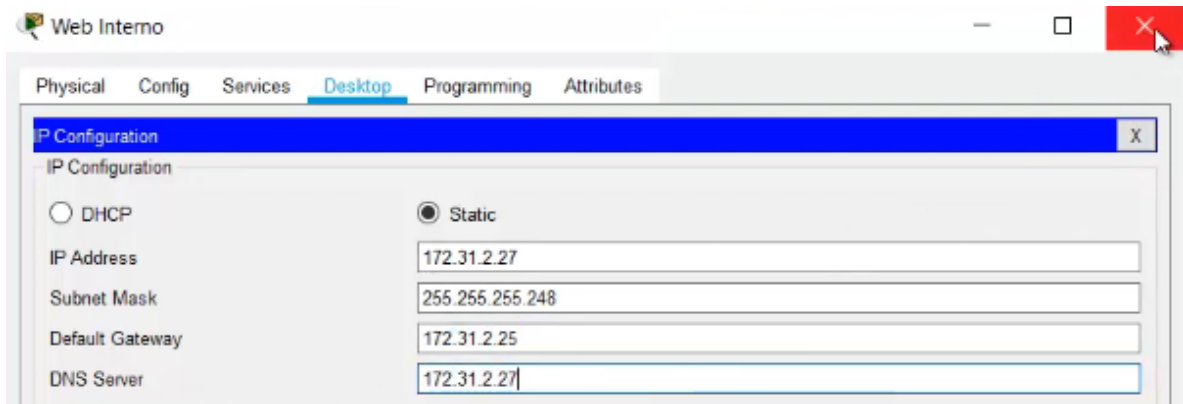 Web Interno
Physical Config Services Desktop Programming Attributes
IP Configuration X
IP Configuration
DHCP Static
IP Address 172.31.2.27
Subnet Mask 255.255.255.248
Default Gateway 172.31.2.25
DNS Server 172.31.2.27